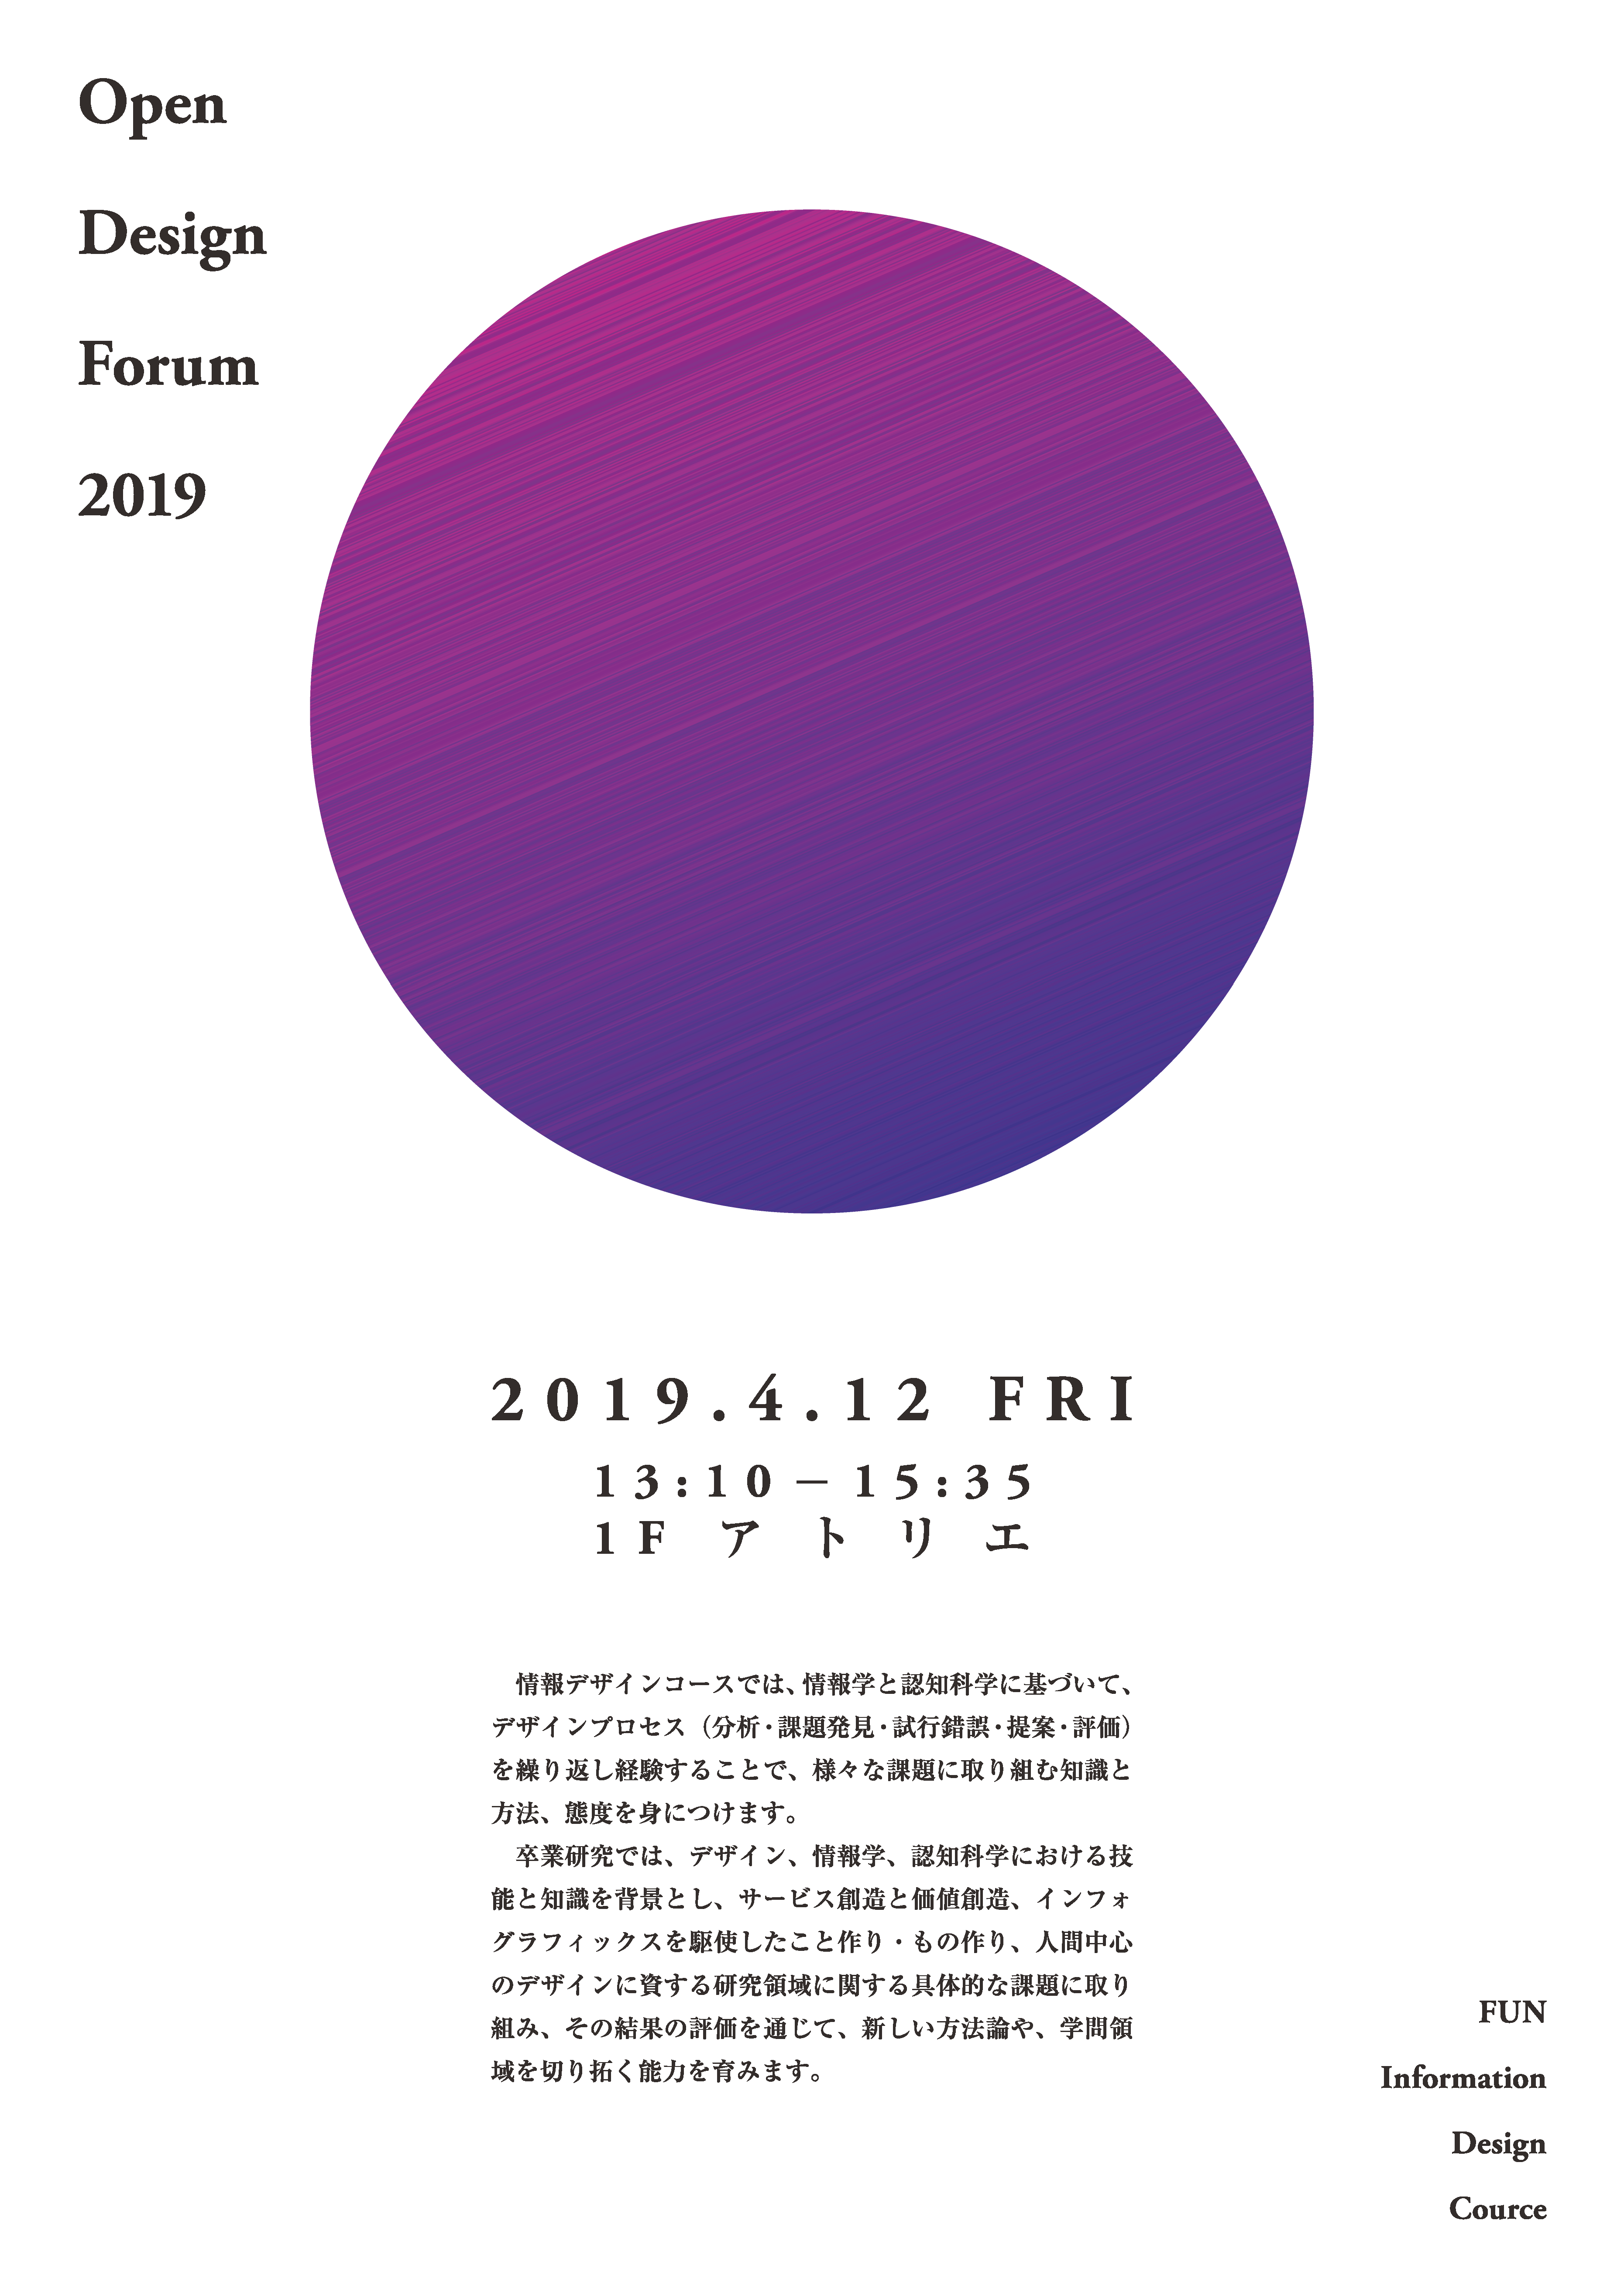 Open
Design
Forum
2019
2019.4.12 FRI
13:10 — 15:35
1F アトリエ
　情報デザインコースでは、情報学と認知科学に基づいて、
デザインプロセス（分析・課題発見・試行錯誤・提案・評価）
を繰り返し経験することで、様々な課題に取り組む知識と
方法、態度を身につけます。
　卒業研究では、デザイン、情報学、認知科学における技
能と知識を背景とし、サービス創造と価値創造、インフォ
グラフィックスを駆使したこと作り・もの作り、人間中心
のデザインに資する研究領域に関する具体的な課題に取り
組み、その結果の評価を通じて、新しい方法論や、学問領
域を切り拓く能力を育みます。
FUN
Information
Design
Cource